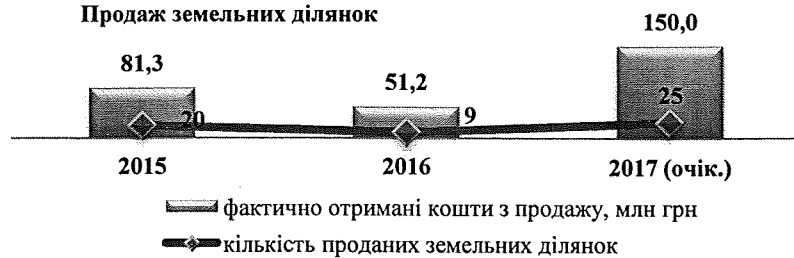 Продаж земельних ділянок
150,0
81,3
51,2
20
9
25
2015
2016
2017 (очік.)
фактично отримані кошти з продажу, млн грн
кількість проданих земельних ділянок